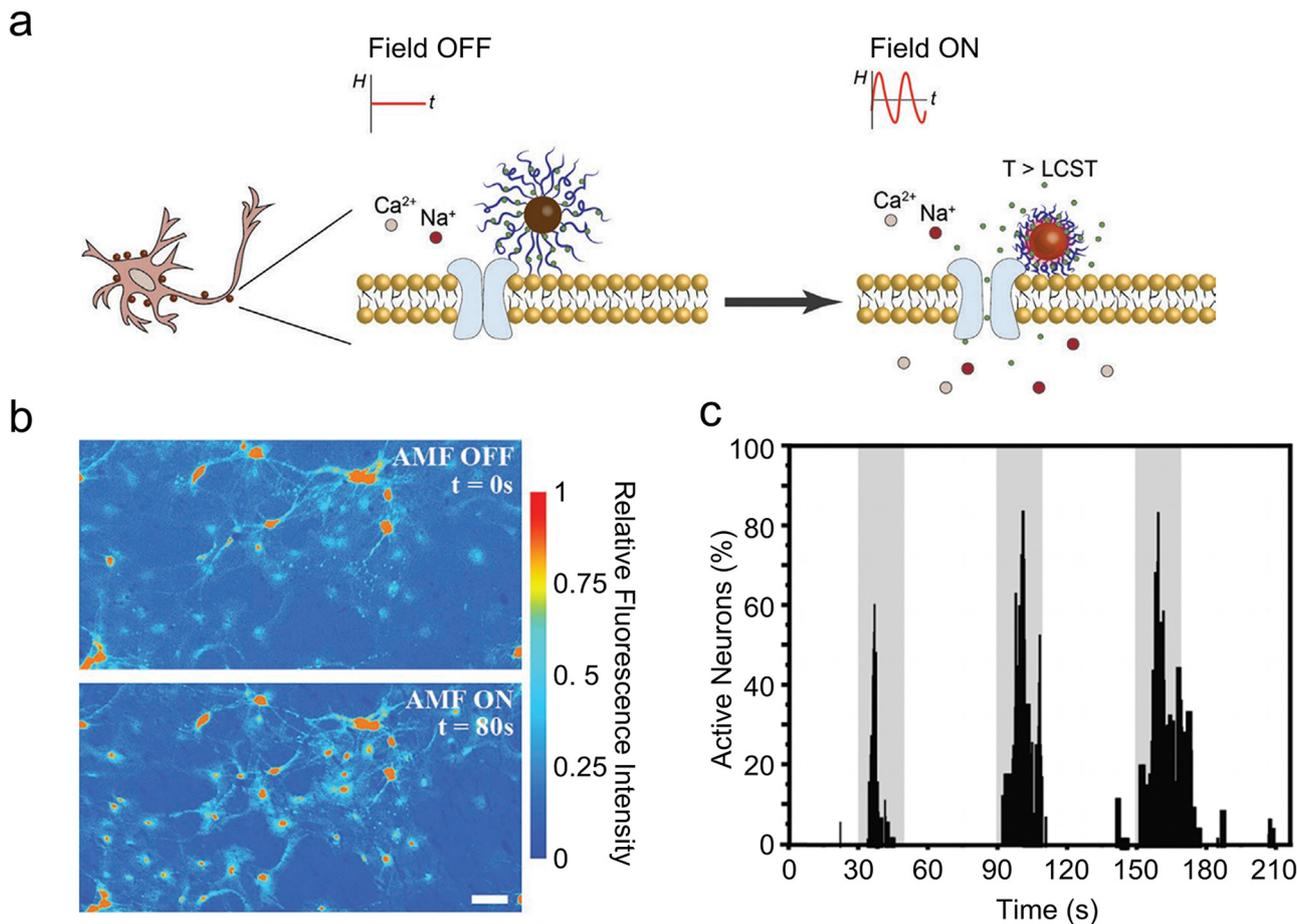 a
Field OFF
H
t
Ca²⁺
Na⁺
Field ON
H
t
T > LCST
Ca²⁺
Na⁺
b
AMF OFF
t = 0s
AMF ON
t = 80s
1
0.75
0. 5
0.25
0
Relative Fluorescence Intensity
c
100
80
60
40
20
0
Active Neurons (%)
0 30 60 90 120 150 180 210
Time (s)